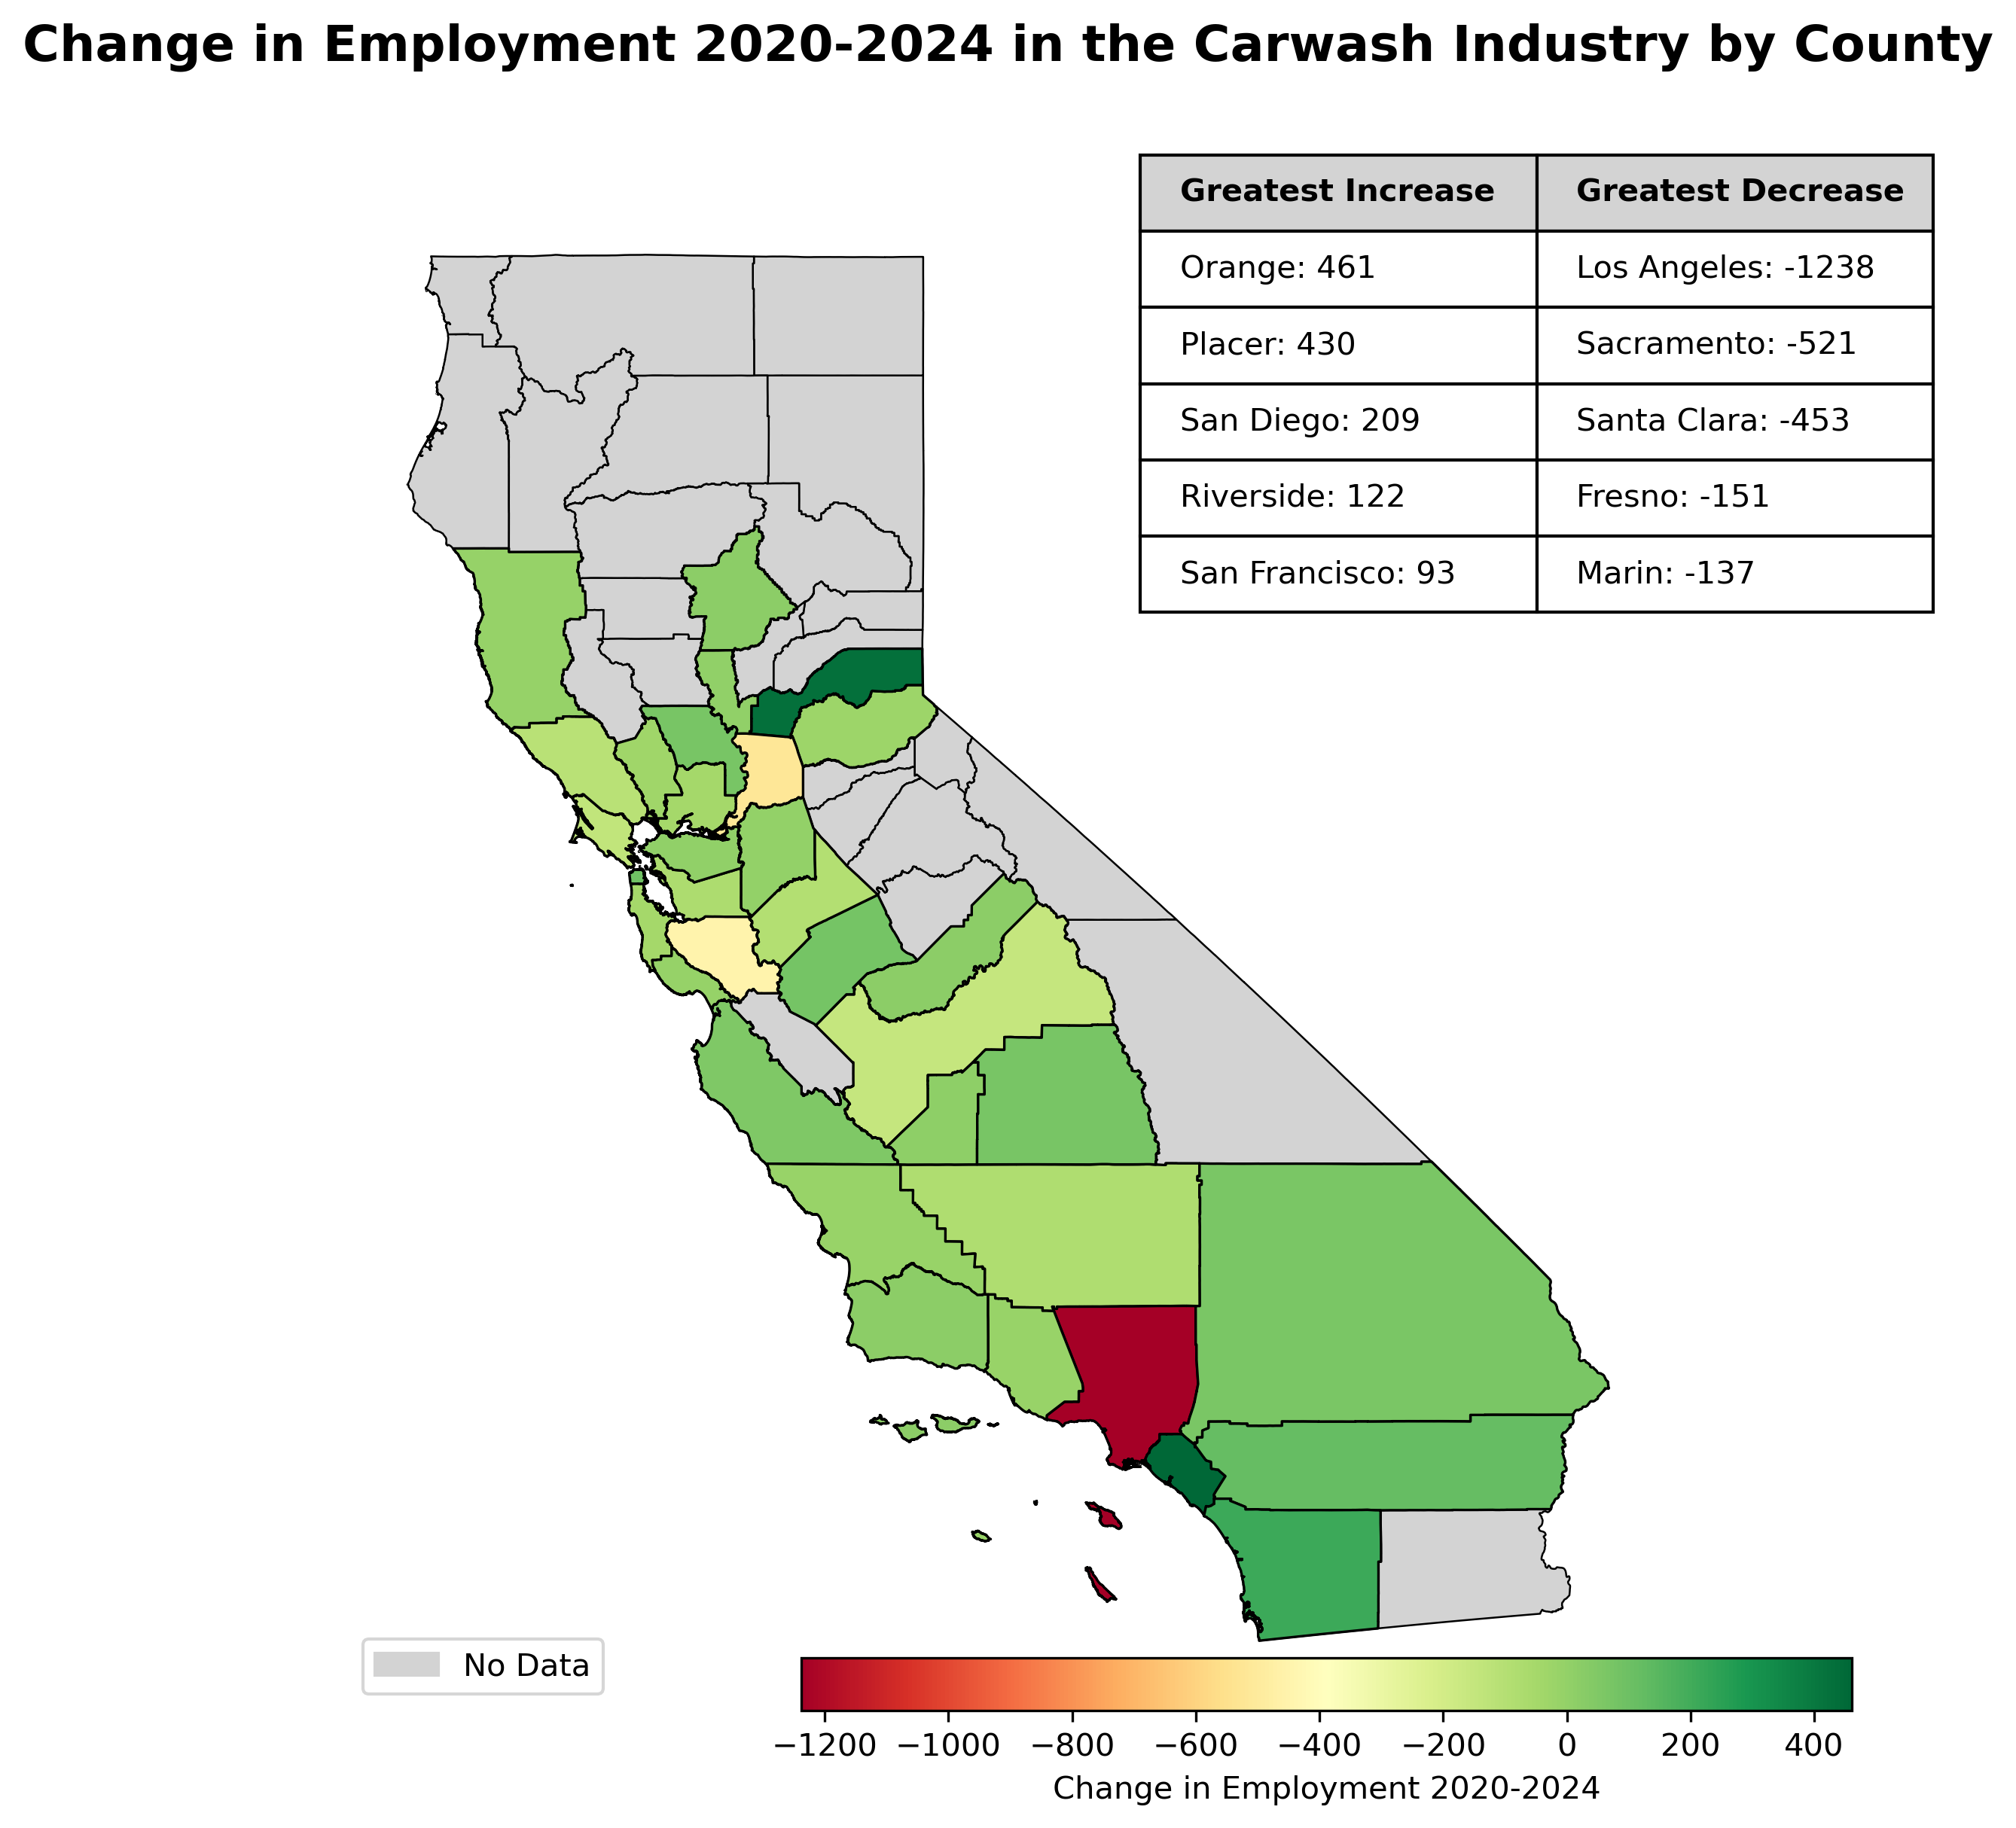 Change in Employment 2020-2024 in the Carwash Industry by County
Greatest Increase Greatest Decrease
Orange: 461 Los Angeles: -1238
Placer: 430 Sacramento: -521
San Diego: 209 Santa Clara: -453
Riverside: 122 Fresno: -151
San Francisco: 93 Marin: -137
No Data
−1200 −1000 −800 −600 −400 −200 0 200 400
Change in Employment 2020-2024